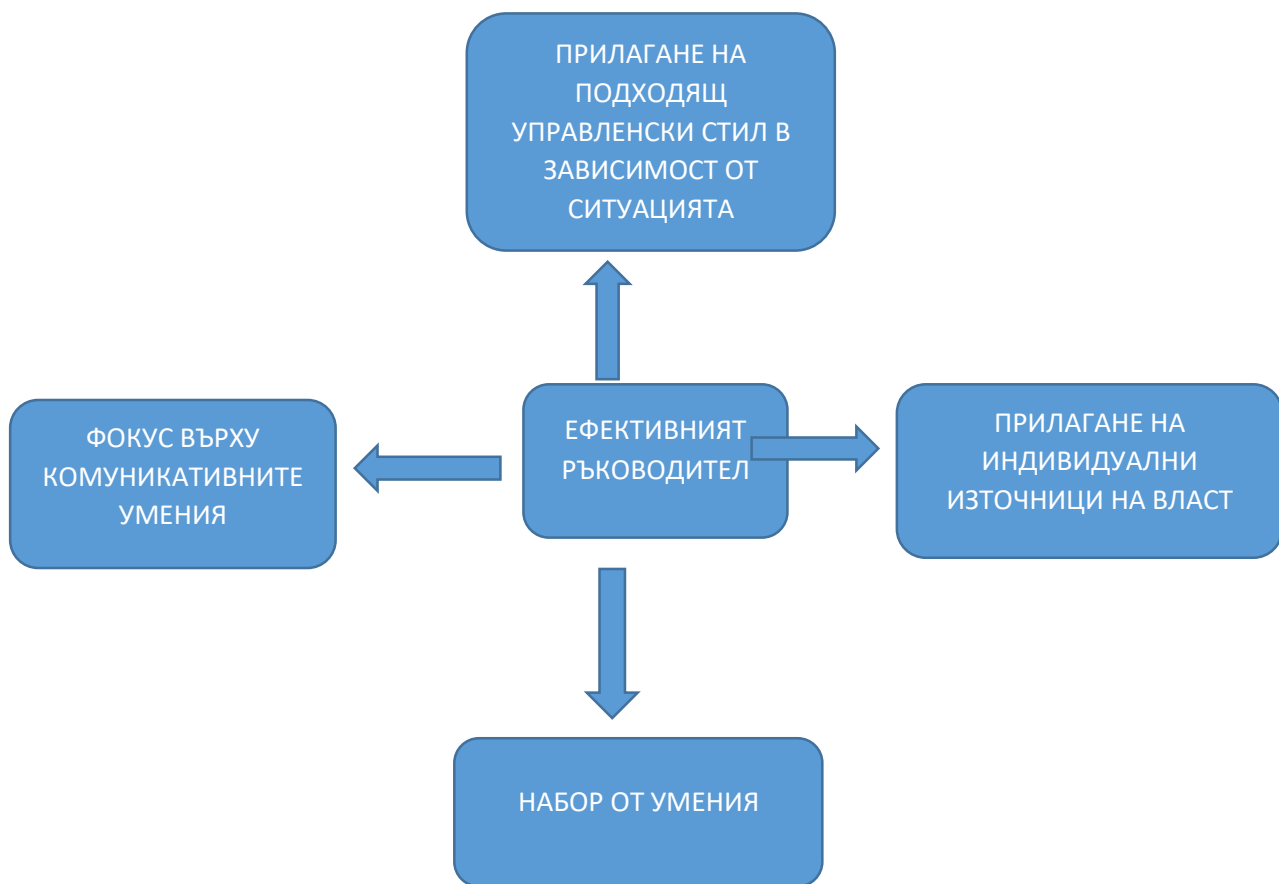 ПРИЛАГАНЕ НА
ПОДХОДЯЩ
УПРАВЛЕНСКИ СТИЛ В
ЗАВИСИМОСТ ОТ
СИТУАЦИЯТА
ФОКУС ВЪРХУ
КОМУНИКАТИВНИТЕ
УМЕНИЯ
ЕФЕКТИВНИЯТ
РЪКОВОДИТЕЛ
ПРИЛАГАНЕ НА
ИНДИВИДУАЛНИ
ИЗТОЧНИЦИ НА ВЛАСТ
НАБОР ОТ УМЕНИЯ